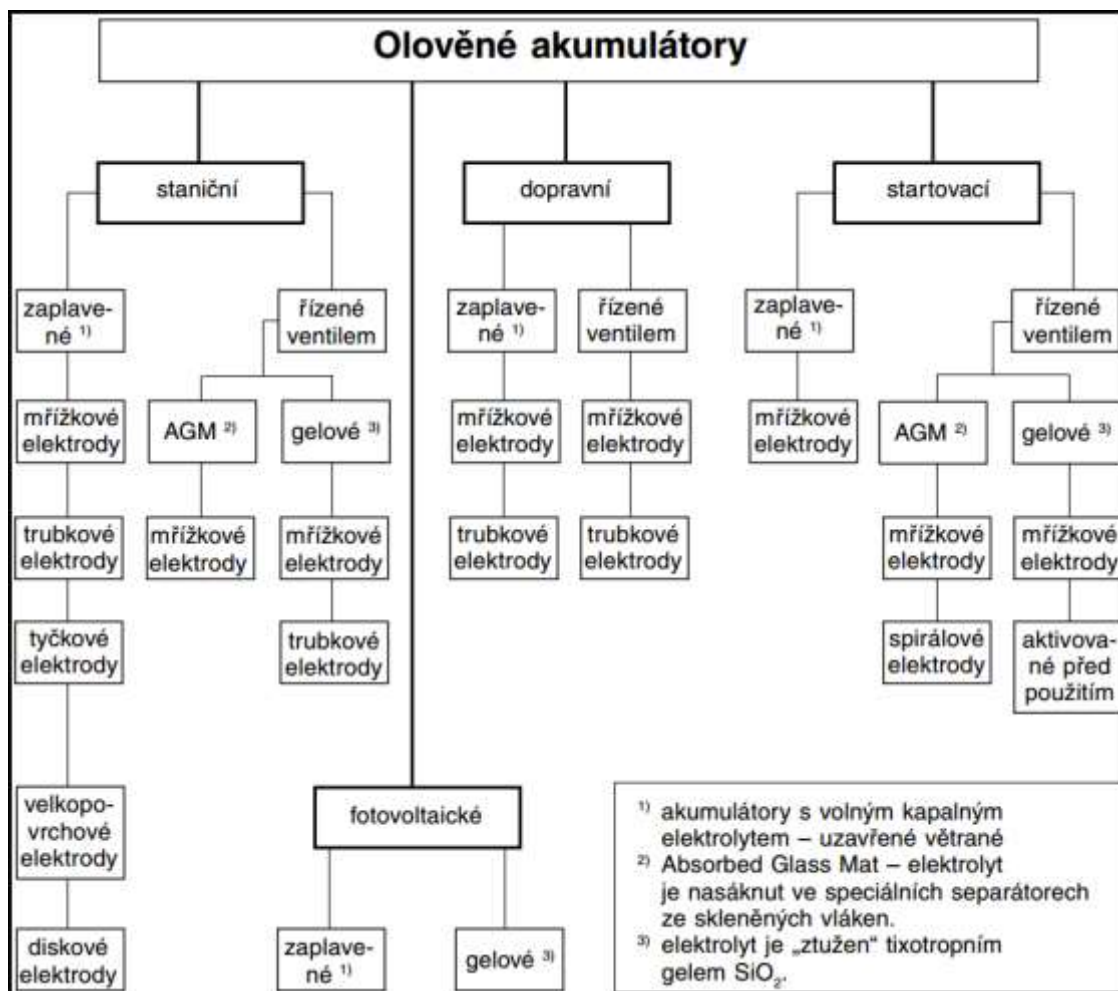 Olověné akumulátory
staniční
dopravní
startovací
zaplave-
né 1)
řízené
ventilem
zaplave-
né 1)
řízené
ventilem
zaplave-
né 1)
řízené
ventilem
mřížkové
elektrody
AGM 2)
gelové 3)
mřížkové
elektrody
mřížkové
elektrody
mřížkové
elektrody
AGM 2)
gelové 3)
trubkové
elektrody
mřížkové
elektrody
mřížkové
elektrody
trubkové
elektrody
trubkové
elektrody
mřížkové
elektrody
mřížkové
elektrody
tyčkové
elektrody
trubkové
elektrody
spirálové
elektrody
aktivova-
né před
použitím
velkopo-
vrchové
elektrody
fotovoltaické
diskové
elektrody
zaplave-
né 1)
gelové 3)
1) akumulátory s volným kapalným
elektrolytem – uzavřené větrané
2) Absorbed Glass Mat – elektrolyt
je nasáknut ve speciálních separátorech
ze skleněných vláken.
3) elektrolyt je „ztužen“ tixotropním
gelem SiO₂.